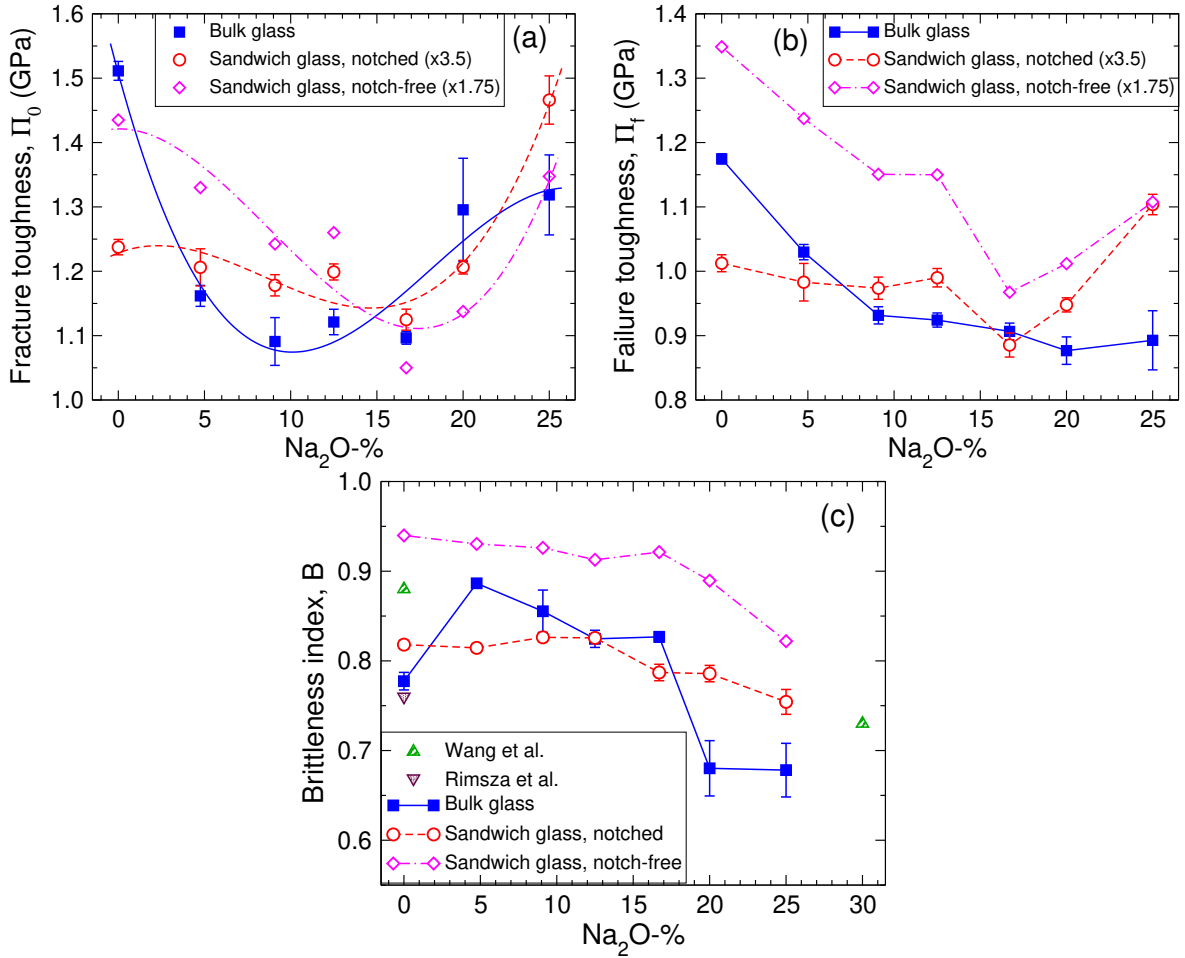 (a)
Bulk glass
Sandwich glass, notched (x3.5)
Sandwich glass, notch-free (x1.75)
Fracture toughness, Π0 (GPa)
1.6
1.5
1.4
1.3
1.2
1.1
1.0
0 5 10 15 20 25
Na2O-%
(b)
Bulk glass
Sandwich glass, notched (x3.5)
Sandwich glass, notch-free (x1.75)
Failure toughness, Πf (GPa)
1.4
1.3
1.2
1.1
1.0
0.9
0.8
0 5 10 15 20 25
Na2O-%
(c)
Brittleness index, B
1.0
0.9
0.8
0.7
0.6
Wang et al.
Rimsza et al.
Bulk glass
Sandwich glass, notched
Sandwich glass, notch-free
0 5 10 15 20 25 30
Na2O-%